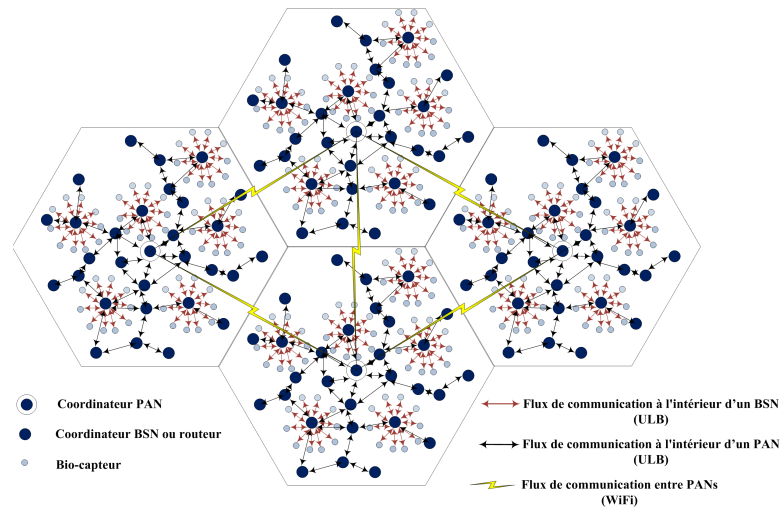 Coordinateur PAN
Coordinateur BSN ou routeur
Bio-capteur
Flux de communication à l'intérieur d'un BSN
(ULB)
Flux de communication à l'intérieur d'un PAN
(ULB)
Flux de communication entre PANs
(WiFi)